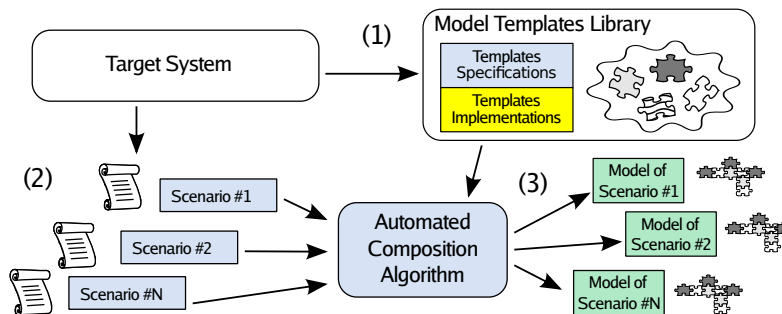 (1)
Model Templates Library
Target System
Templates
Specifications
Templates
Implementations
(2)
(3)
Scenario #1
Scenario #2
Scenario #N
Automated
Composition
Algorithm
Model of
Scenario #1
Model of
Scenario #2
Model of
Scenario #N